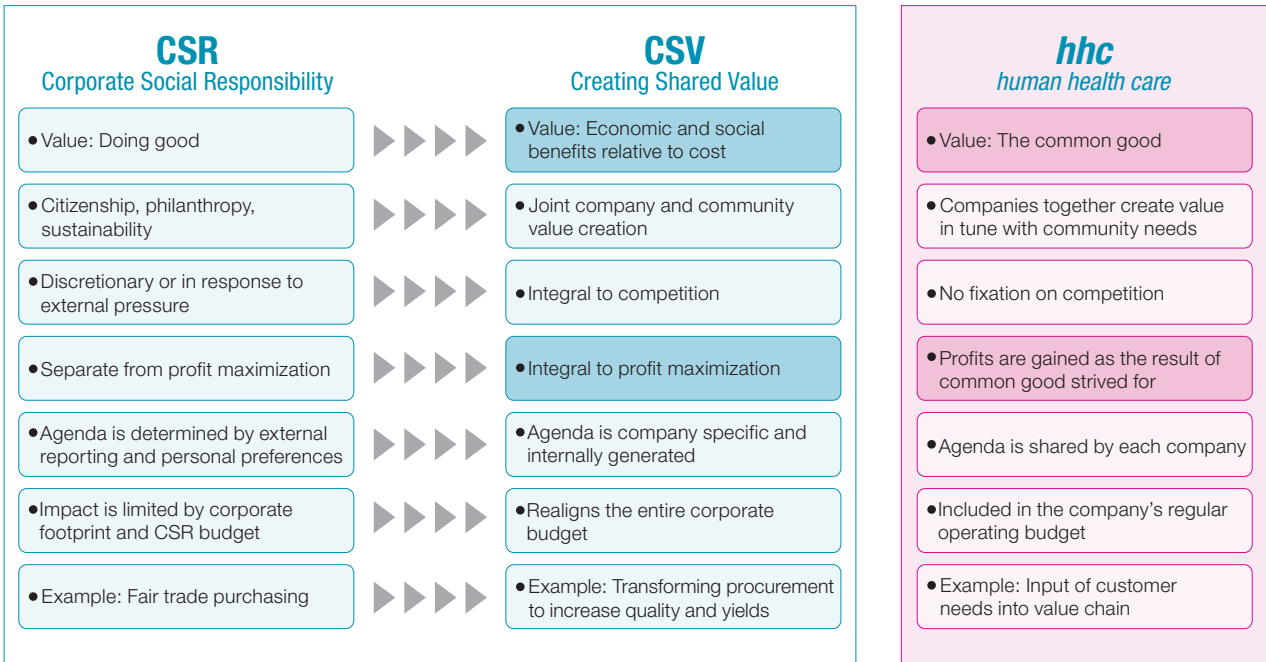 CSR
Corporate Social Responsibility
• Value: Doing good
• Citizenship, philanthropy,
sustainability
• Discretionary or in response to
external pressure
• Separate from profit maximization
• Agenda is determined by external
reporting and personal preferences
• Impact is limited by corporate
footprint and CSR budget
• Example: Fair trade purchasing
CSV
Creating Shared Value
• Value: Economic and social
benefits relative to cost
• Joint company and community
value creation
• Integral to competition
• Integral to profit maximization
• Agenda is company specific and
internally generated
• Realigns the entire corporate
budget
• Example: Transforming procurement
to increase quality and yields
hhc
human health care
• Value: The common good
• Companies together create value
in tune with community needs
• No fixation on competition
• Profits are gained as the result of
common good strived for
• Agenda is shared by each company
• Included in the company's regular
operating budget
• Example: Input of customer
needs into value chain